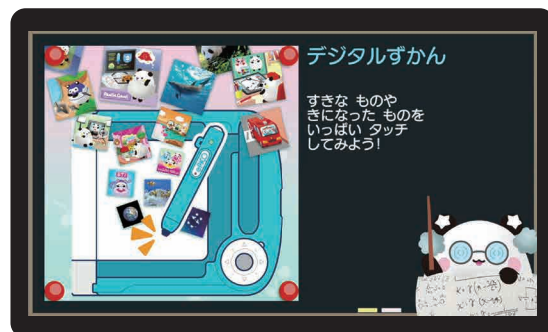 デジタルずかん
すきな ものや
きになった ものを
いっぱい タッチ
してみよう!